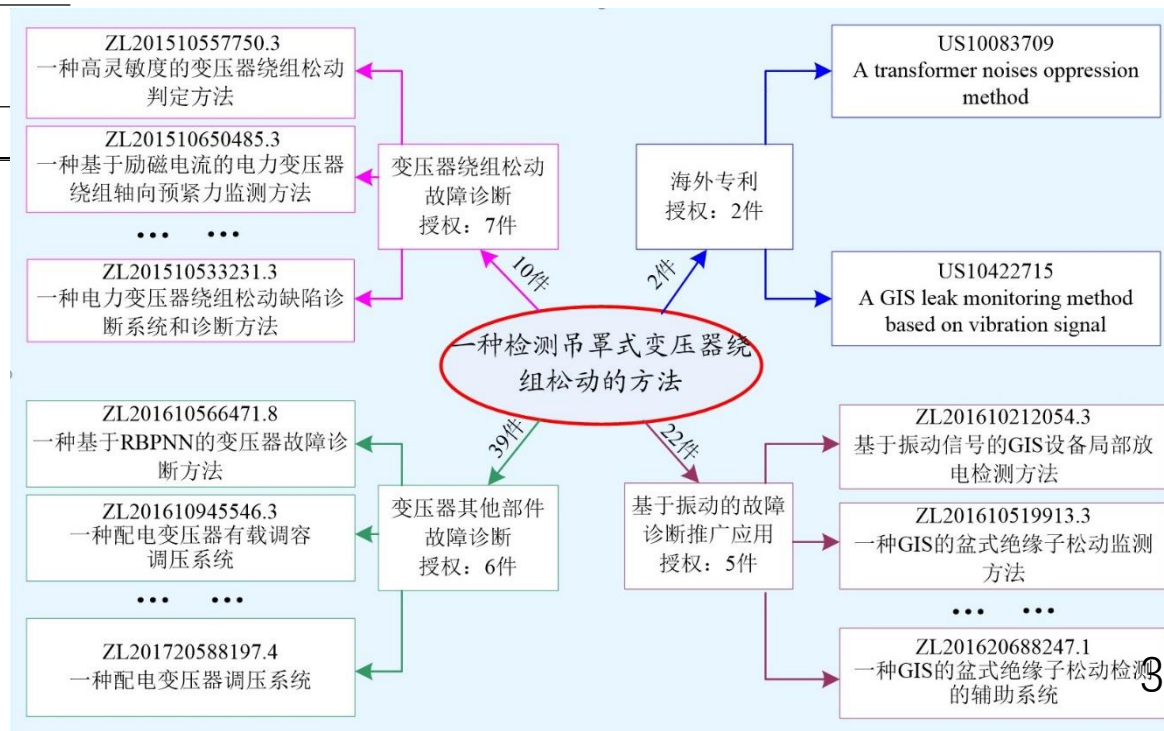 ZL201510557750.3
一种高灵敏度的变压器绕组松动
判定方法
ZL201510650485.3
一种基于励磁电流的电力变压器
绕组轴向预紧力监测方法
... ...
ZL201510533231.3
一种电力变压器绕组松动缺陷诊
断系统和诊断方法
变压器绕组松动
故障诊断
授权：7件
10件
海外专利
授权：2件
2件
US10083709
A transformer noises oppression
method
US10422715
A GIS leak monitoring method
based on vibration signal
一种检测吊罩式变压器绕
组松动的方法
ZL201610566471.8
一种基于RBPNN的变压器故障诊
断方法
ZL201610945546.3
一种配电变压器有载调容
调压系统
... ...
ZL201720588197.4
一种配电变压器调压系统
变压器其他部件
故障诊断
授权：6件
39件
22件
基于振动的故障
诊断推广应用
授权：5件
ZL201610212054.3
基于振动信号的GIS设备局部放
电检测方法
ZL201610519913.3
一种GIS的盆式绝缘子松动监测
方法
... ...
ZL201620688247.1
一种GIS的盆式绝缘子松动检测
的辅助系统
3